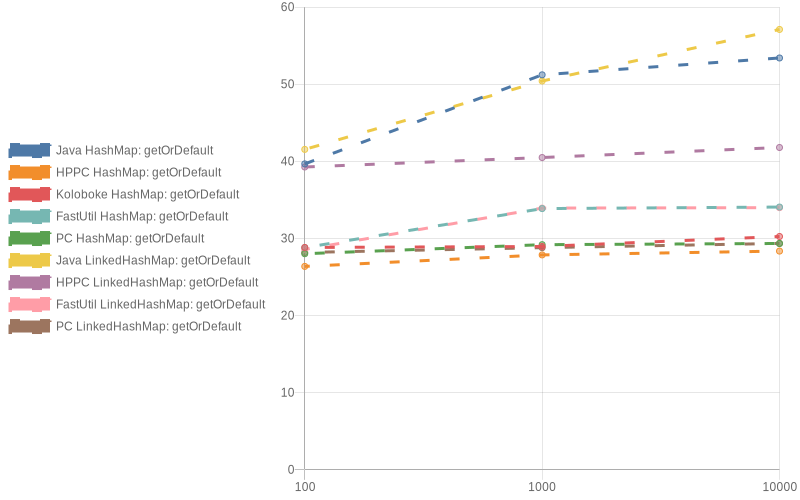 Java HashMap: getOrDefault
HPPC HashMap: getOrDefault
Koloboke HashMap: getOrDefault
FastUtil HashMap: getOrDefault
PC HashMap: getOrDefault
Java LinkedHashMap: getOrDefault
HPPC LinkedHashMap: getOrDefault
FastUtil LinkedHashMap: getOrDefault
PC LinkedHashMap: getOrDefault
60
50
40
30
20
10
0
100 1000 10000